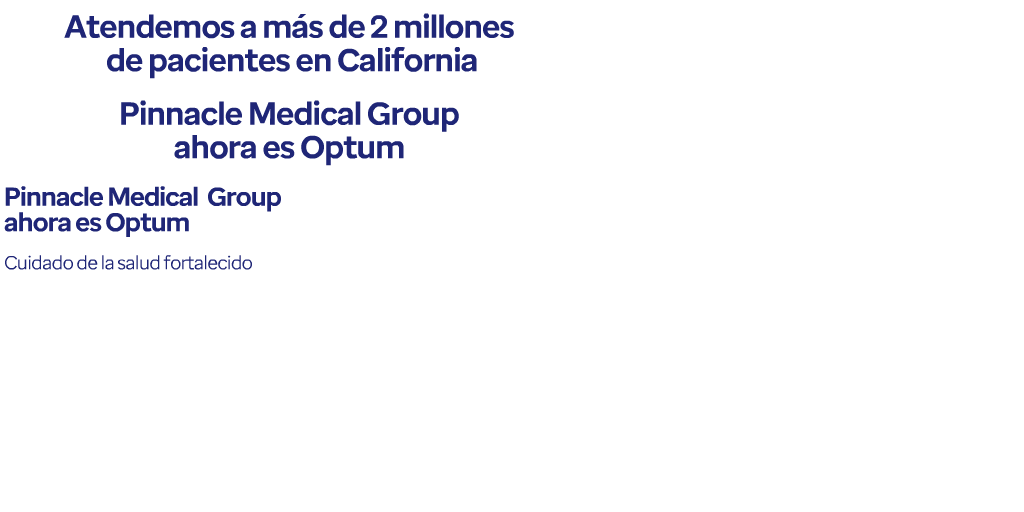 Atendemos a más de 2 millones
de pacientes en California
Pinnacle Medical Group
ahora es Optum
Pinnacle Medical Group
ahora es Optum
Cuidado de la salud fortalecido